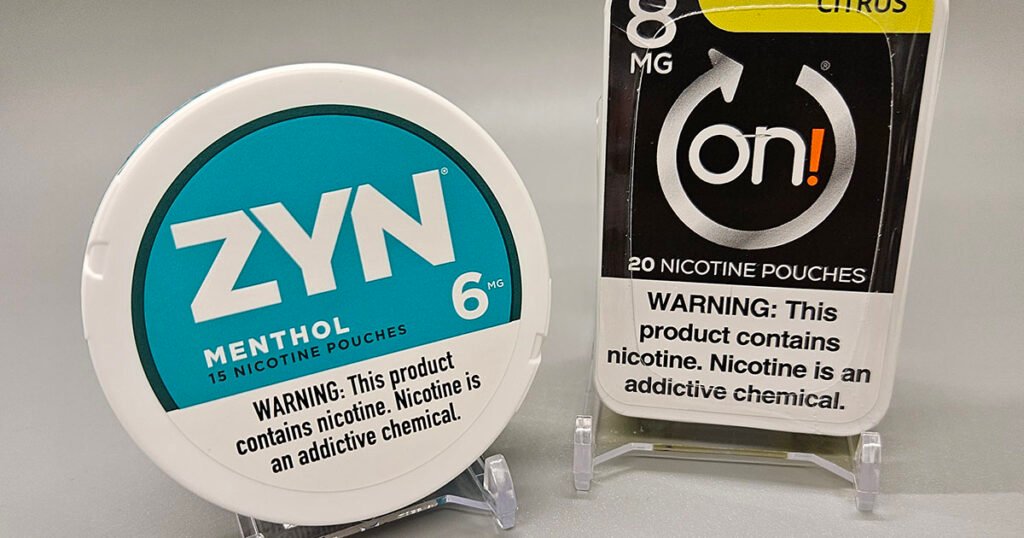 ZYN®
6 MG
MENTHOL
15 NICOTINE POUCHES
WARNING: This product
contains nicotine. Nicotine is
an addictive chemical.
CITRUS
8
MG
on!®
20 NICOTINE POUCHES
WARNING: This
product contains
nicotine. Nicotine is an
addictive chemical.